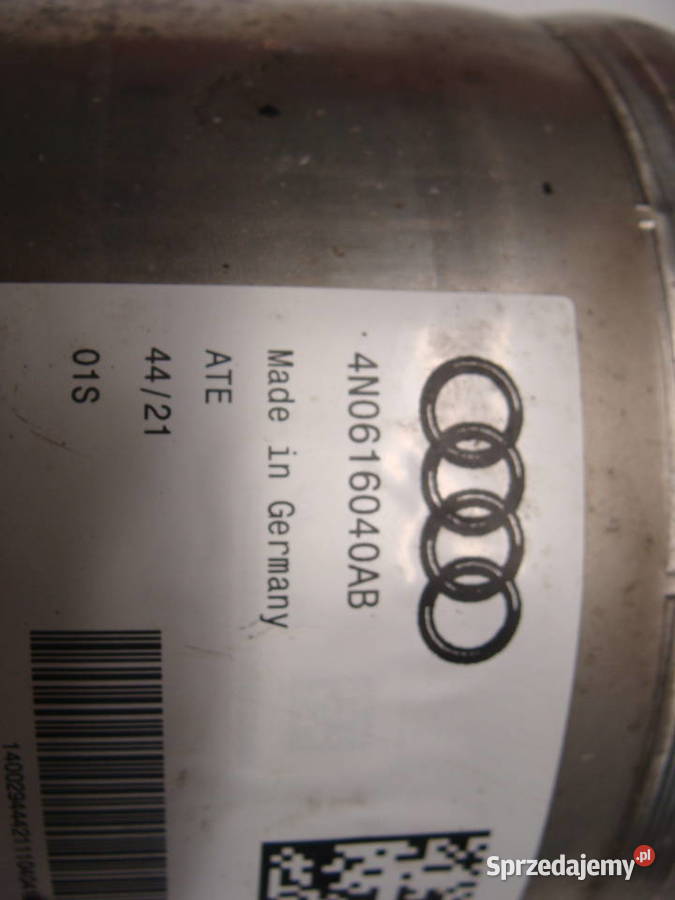 4N0616040AB
Made in Germany
ATE
44/21
01S
Sprzedajemy.pl